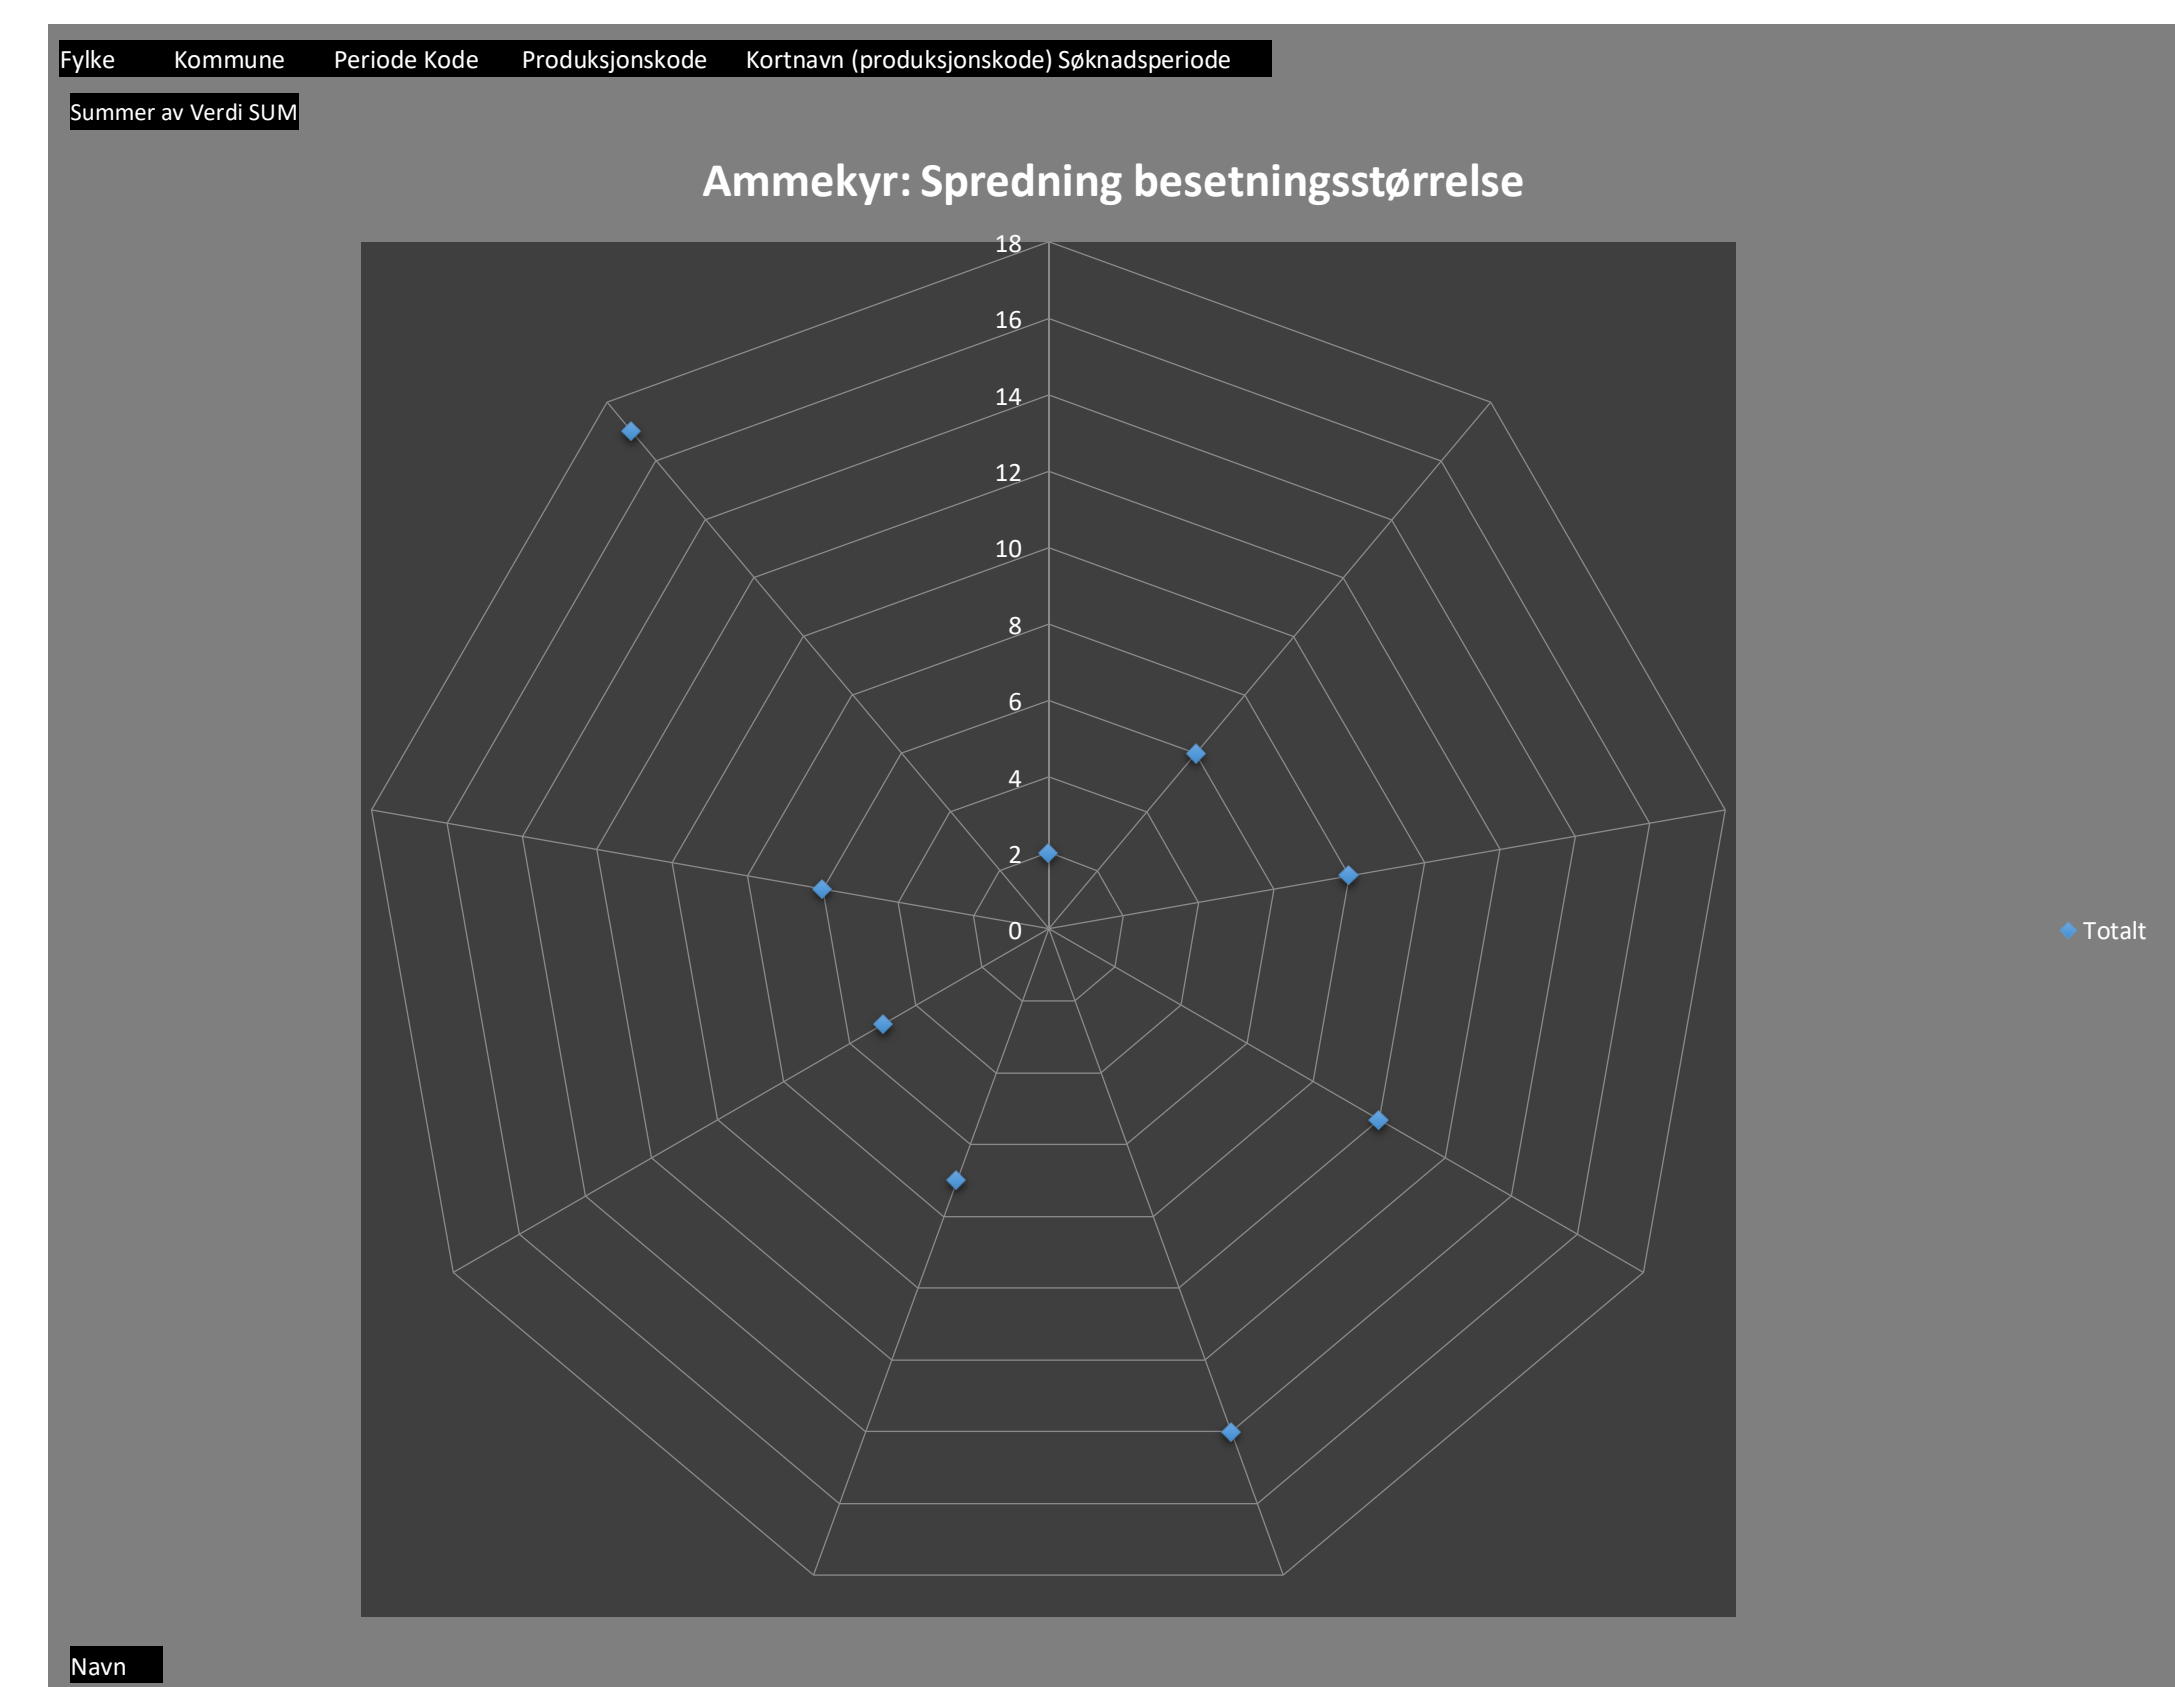 Fylke Kommune Periode Kode Produksjonskode Kortnavn (produksjonskode) Søknadsperiode
Summer av Verdi SUM
Ammekyr: Spredning besetningsstørrelse
18
16
14
12
10
8
6
4
2
0
Totalt
Navn